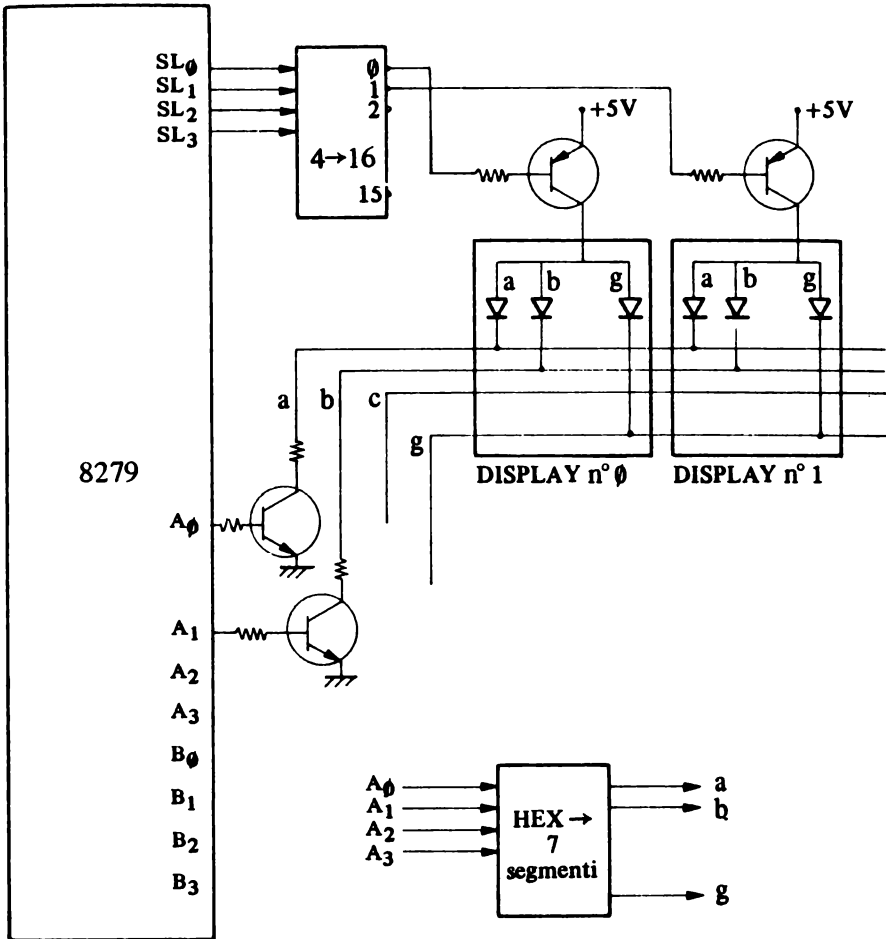 SL0
SL1
SL2
SL3
0
1
2
4→16
15
+5V
+5V
a b g
a b g
a b c
g
DISPLAY n° 0 DISPLAY n° 1
8279
A0
A1
A2
A3
B0
B1
B2
B3
A0
A1
A2
A3
HEX →
7
segmenti
a
b
g